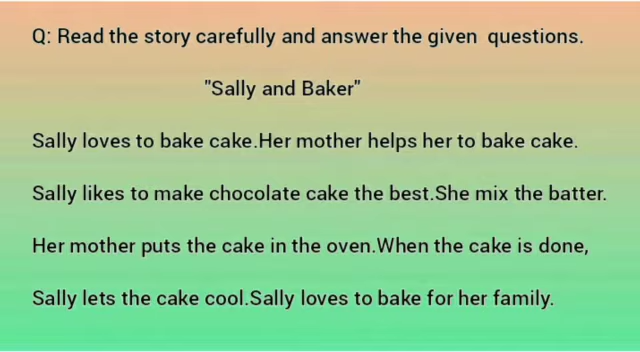 Q: Read the story carefully and answer the given questions.
"Sally and Baker"
Sally loves to bake cake.Her mother helps her to bake cake.
Sally likes to make chocolate cake the best.She mix the batter.
Her mother puts the cake in the oven.When the cake is done,
Sally lets the cake cool.Sally loves to bake for her family.